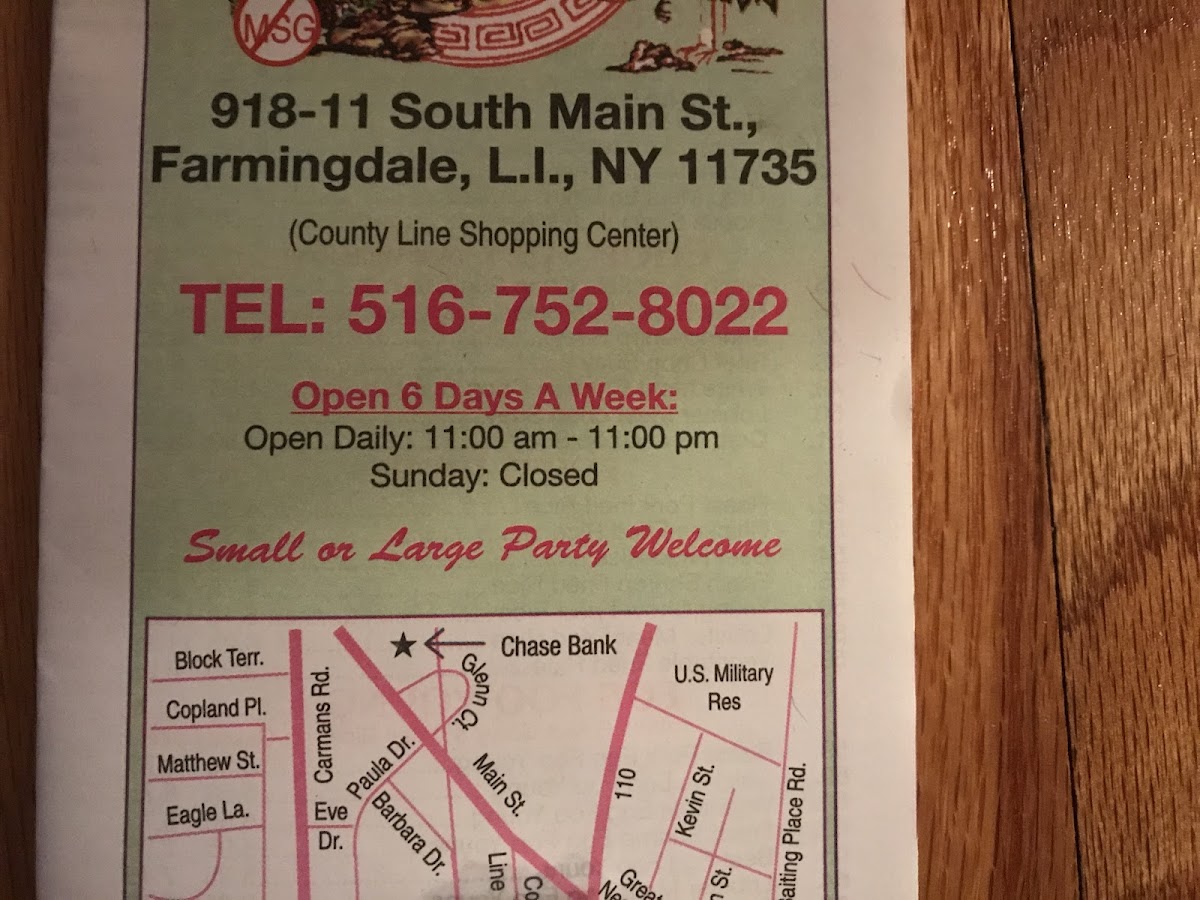 MSG
918-11 South Main St.,
Farmingdale, L.I., NY 11735
(County Line Shopping Center)
TEL: 516-752-8022
Open 6 Days A Week:
Open Daily: 11:00 am - 11:00 pm
Sunday: Closed
Small or Large Party Welcome
Chase Bank
Block Terr.
Glenn Ct.
U.S. Military
Res
Copland Pl.
Carmans Rd.
Matthew St.
Paula Dr.
Main St.
110
Kevin St.
Eagle La.
Eve
Dr.
Barbara Dr.
Line